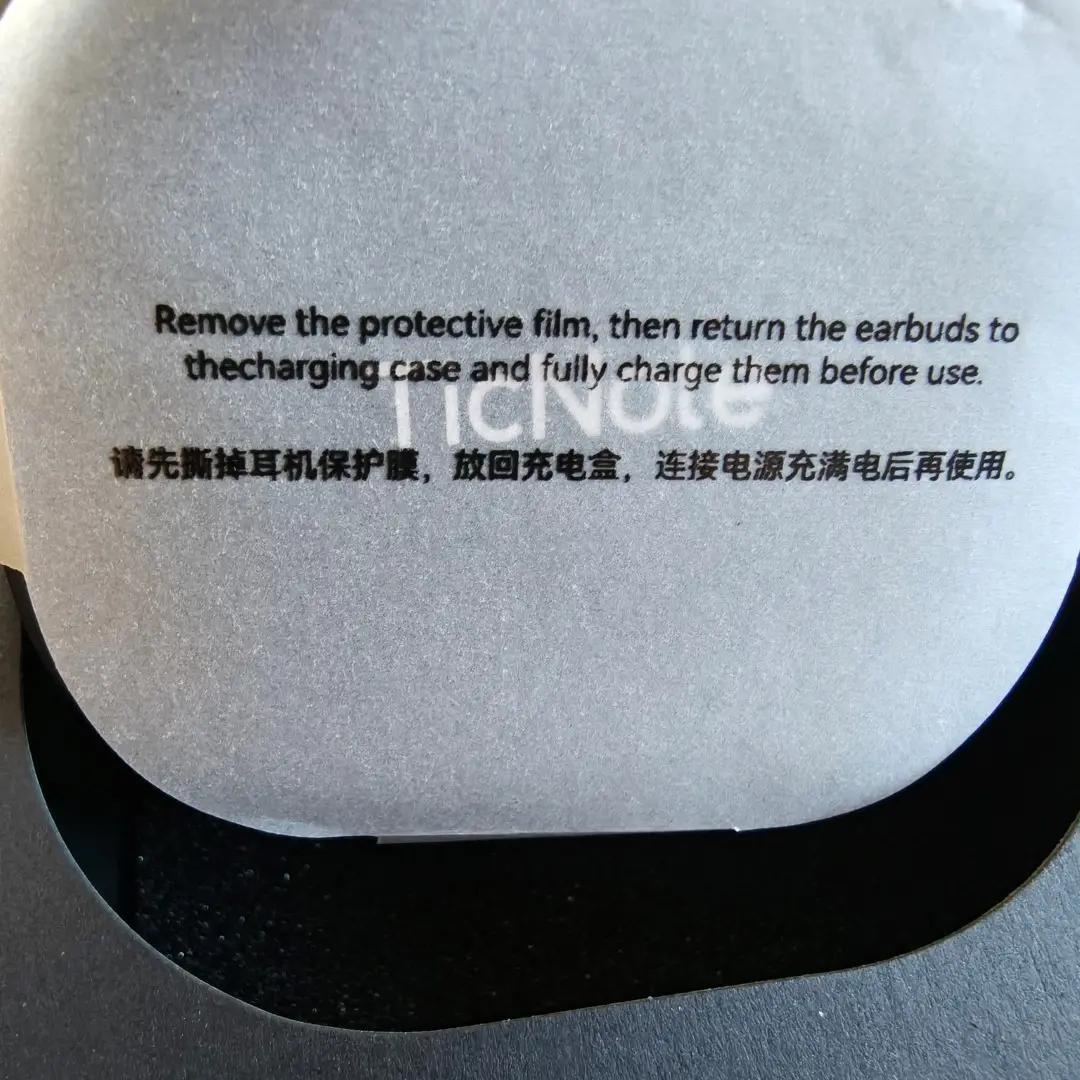 Remove the protective film, then return the earbuds to
thecharging case and fully charge them before use.
TicNote
请先撕掉耳机保护膜，放回充电盒，连接电源充满电后再使用。